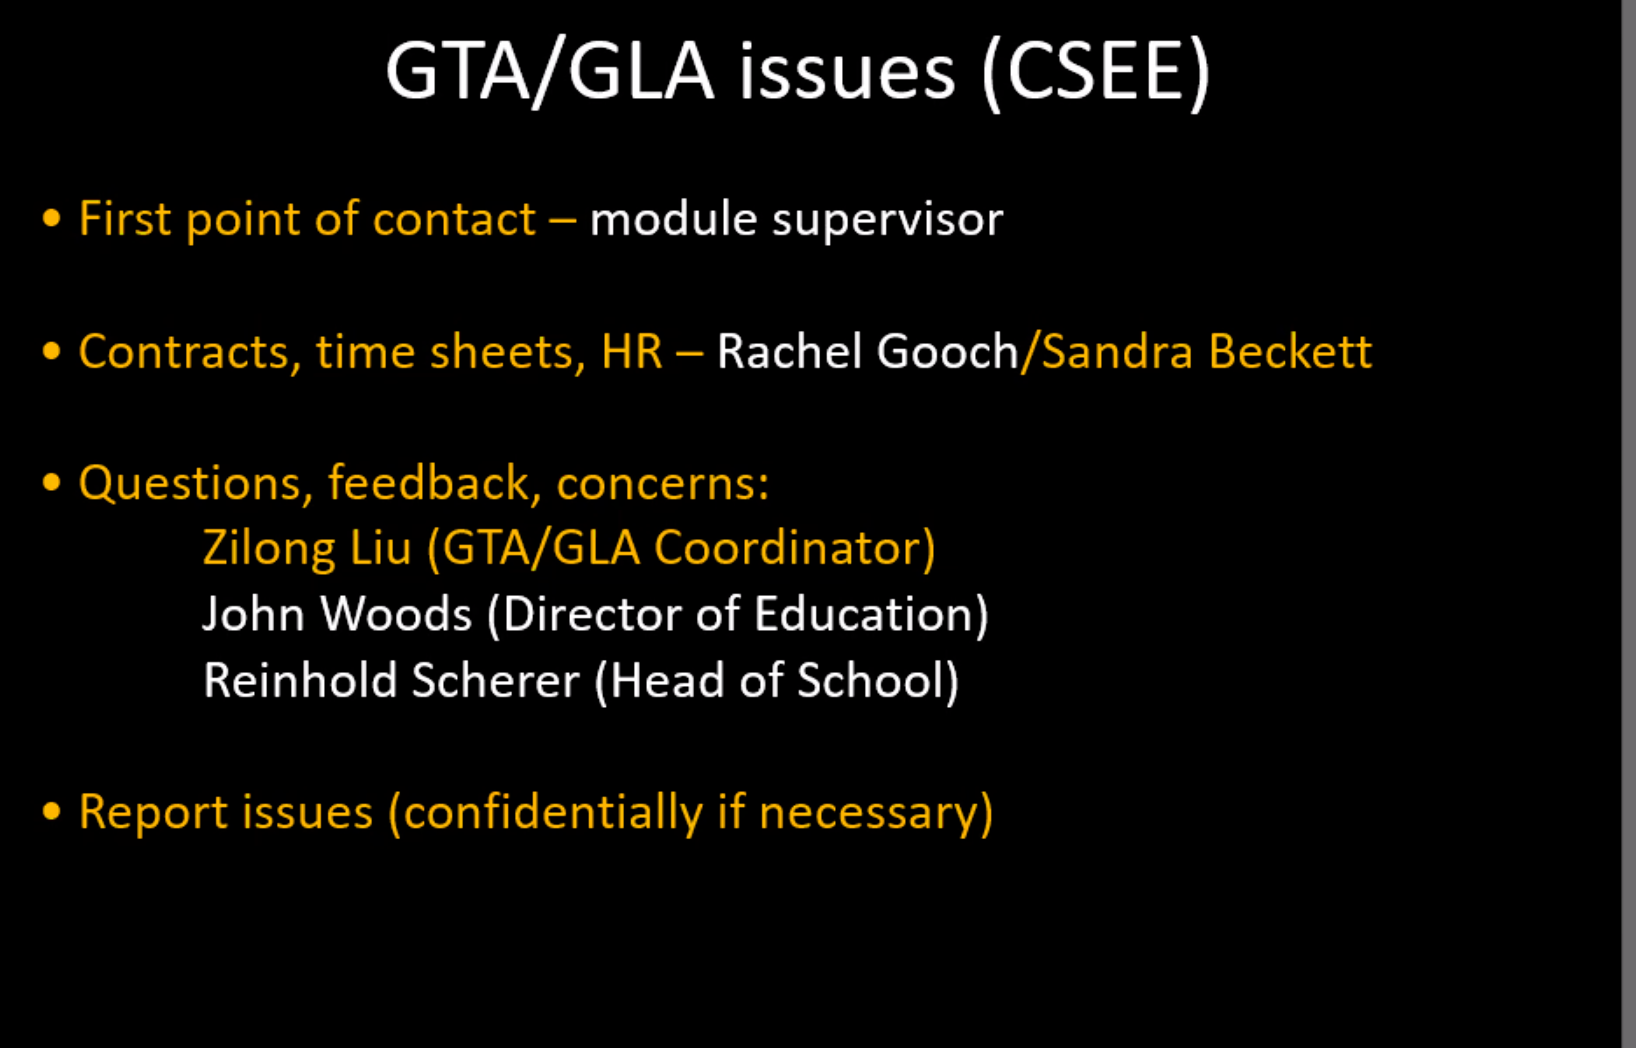 GTA/GLA issues (CSEE)
• First point of contact – module supervisor
• Contracts, time sheets, HR – Rachel Gooch/Sandra Beckett
• Questions, feedback, concerns:
Zilong Liu (GTA/GLA Coordinator)
John Woods (Director of Education)
Reinhold Scherer (Head of School)
• Report issues (confidentially if necessary)